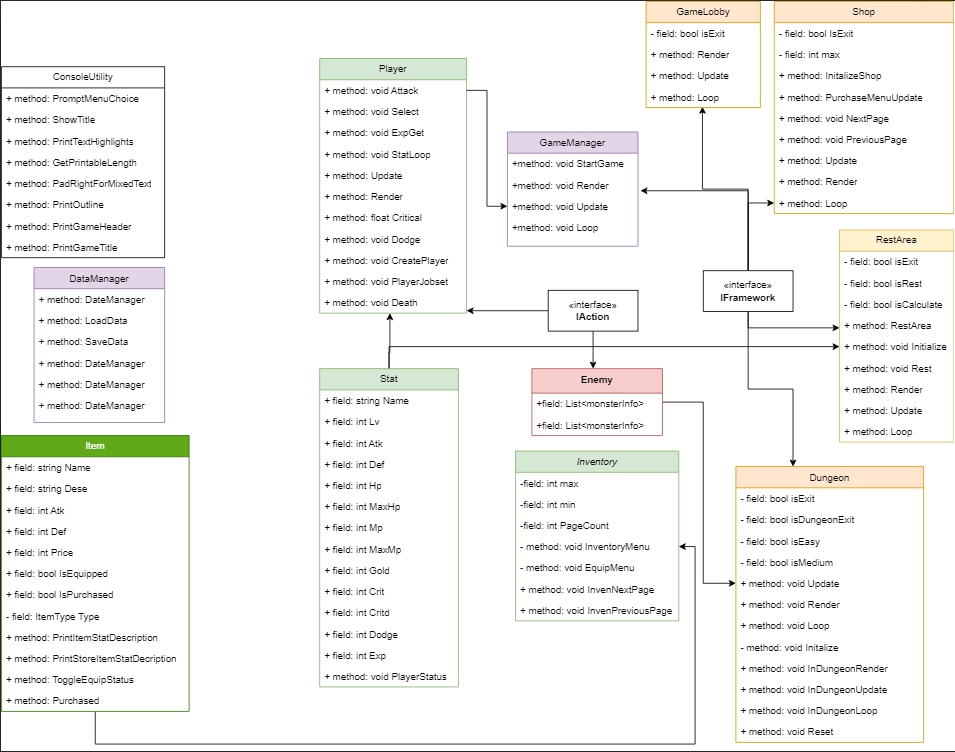 ConsoleUtility
+ method: PrompMenuChoice
+ method: ShowTitle
+ method: PrintTextHighlights
+ method: GetPrintableLength
+ method: PadRightForMixedText
+ method: PrintOutline
+ method: PrintGameHeader
+ method: PrintGameTitle
DataManager
+ method: DateManager
+ method: LoadData
+ method: SaveData
+ method: DateManager
+ method: DateManager
+ method: DateManager
Item
+ field: string Name
+ field: string Dese
+ field: int Atk
+ field: int Def
+ field: int Price
+ field: bool IsEquipped
+ field: bool IsPurchased
- field: ItemType Type
+ method: PrintItemStatDescription
+ method: PrintStoreItemStatDecription
+ method: ToggleEquipStatus
+ method: Purchased
Player
+ method: void Attack
+ method: void Select
+ method: void ExpGet
+ method: void StatLoop
+ method: Update
+ method: Render
+ method: float Critical
+ method: void Dodge
+ method: void CreatePlayer
+ method: void PlayerJobset
+ method: void Death
Stat
+ field: string Name
+ field: int Lv
+ field: int Atk
+ field: int Def
+ field: int Hp
+ field: int MaxHp
+ field: int Mp
+ field: int MaxMp
+ field: int Gold
+ field: int Crit
+ field: int Critd
+ field: int Dodge
+ field: int Exp
+ method: void PlayerStatus
GameManager
+method: void StartGame
+method: void Render
+method: void Update
+method: void Loop
«interface»
IAction
Enemy
+field: List<monsterInfo>
+field: List<monsterInfo>
Inventory
-field: int max
-field: int min
-field: int PageCount
- method: void InventoryMenu
- method: void EquipMenu
+ method: void InvenNextPage
+ method: void InvenPreviousPage
GameLobby
- field: bool isExit
+ method: Render
+ method: Update
+ method: Loop
Shop
- field: bool IsExit
- field: int max
+ method: InitalizeShop
+ method: PurchaseMenuUpdate
+ method: void NextPage
+ method: void PreviousPage
+ method: Update
+ method: Render
+ method: Loop
«interface»
IFramework
RestArea
- field: bool isExit
- field: bool isRest
- field: bool isCalculate
+ method: RestArea
+ method: void Initialize
+ method: void Rest
+ method: Render
+ method: Update
+ method: Loop
Dungeon
- field: bool isExit
- field: bool isDungeonExit
- field: bool isEasy
- field: bool isMedium
+ method: void Update
+ method: void Render
+ method: void Loop
- method: void Initalize
+ method: void InDungeonRender
+ method: void InDungeonUpdate
+ method: void InDungeonLoop
+ method: void Reset